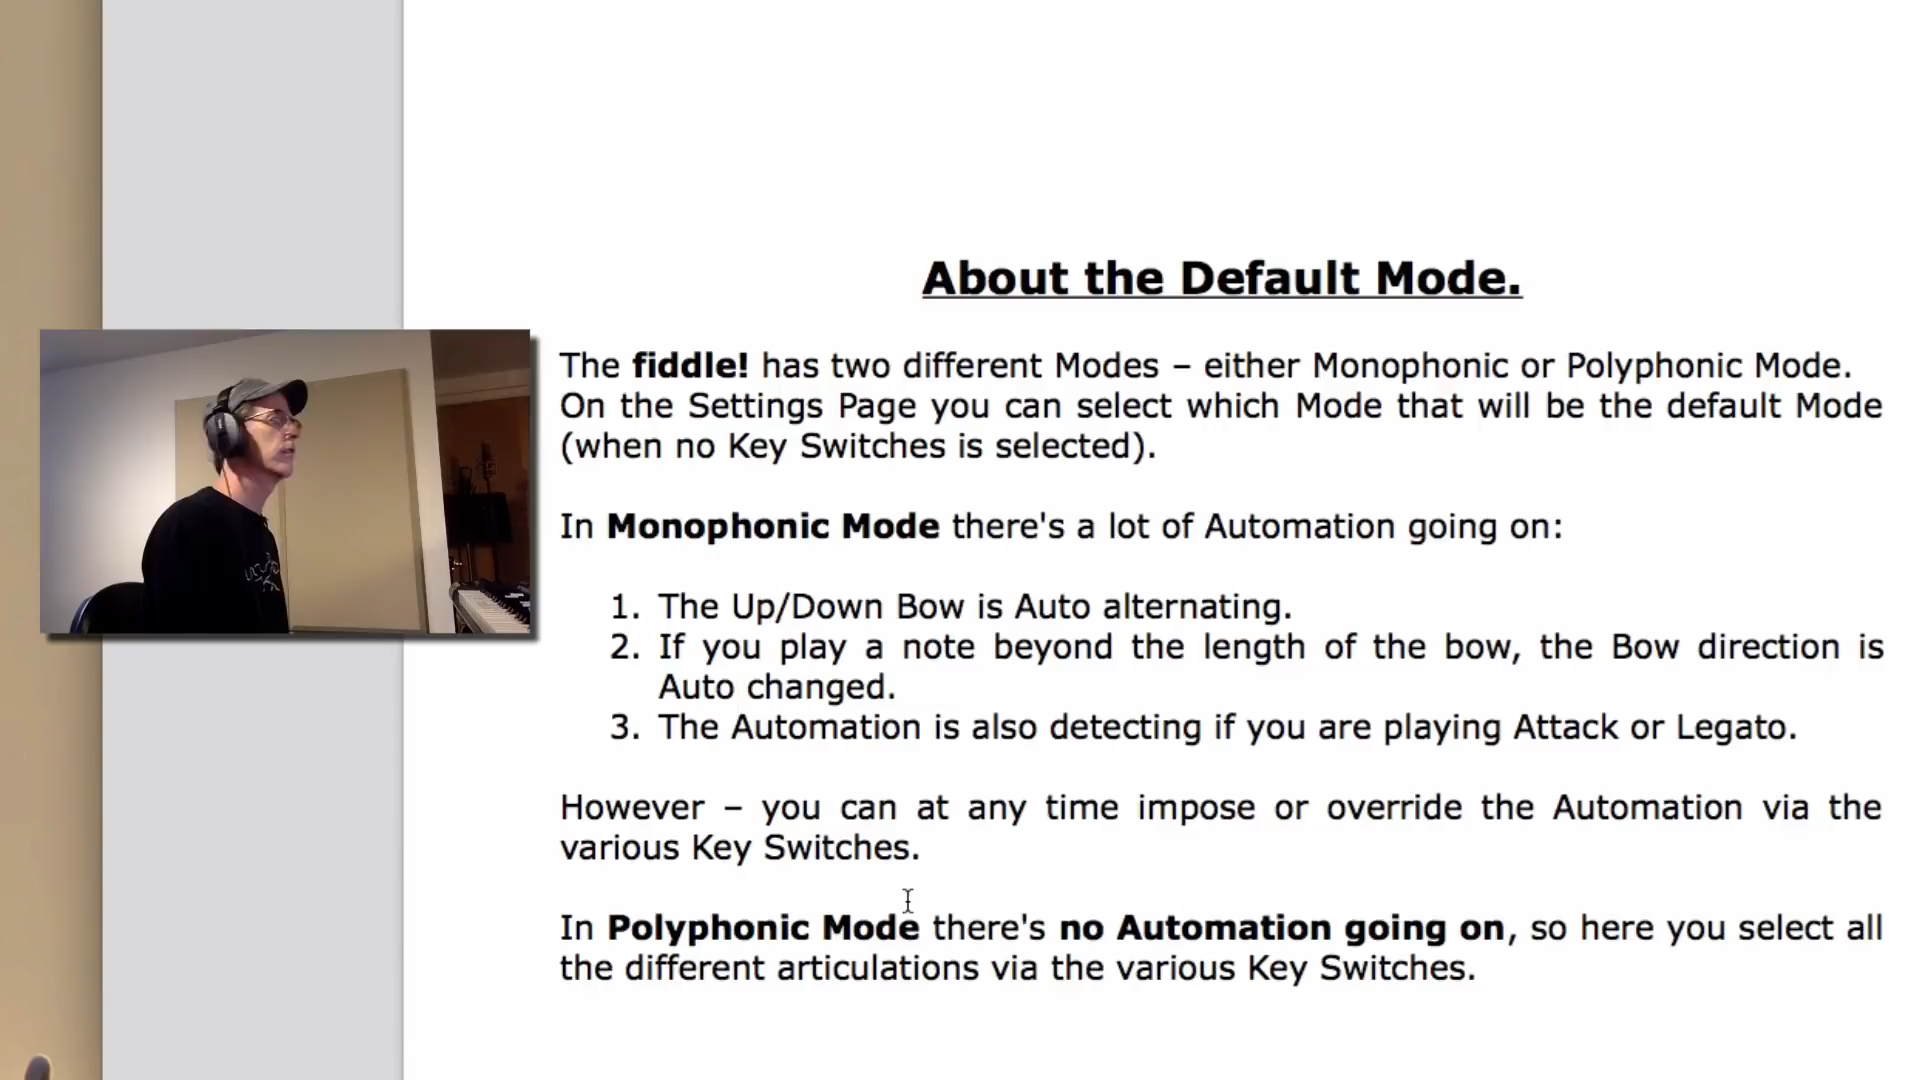 About the Default Mode.
The fiddle! has two different Modes – either Monophonic or Polyphonic Mode.
On the Settings Page you can select which Mode that will be the default Mode
(when no Key Switches is selected).
In Monophonic Mode there's a lot of Automation going on:
1. The Up/Down Bow is Auto alternating.
2. If you play a note beyond the length of the bow, the Bow direction is
Auto changed.
3. The Automation is also detecting if you are playing Attack or Legato.
However – you can at any time impose or override the Automation via the
various Key Switches.
In Polyphonic Mode there's no Automation going on, so here you select all
the different articulations via the various Key Switches.